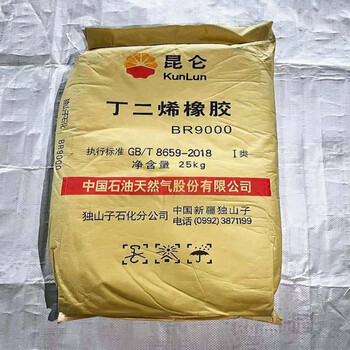 昆仑
KunLun
丁二烯橡胶
BR9000
执行标准 GB/T 8659-2018 I类
净含量 25kg
中国石油天然气股份有限公司
独山子石化分公司
中国新疆独山子
电话(0992)3871199
BR9000